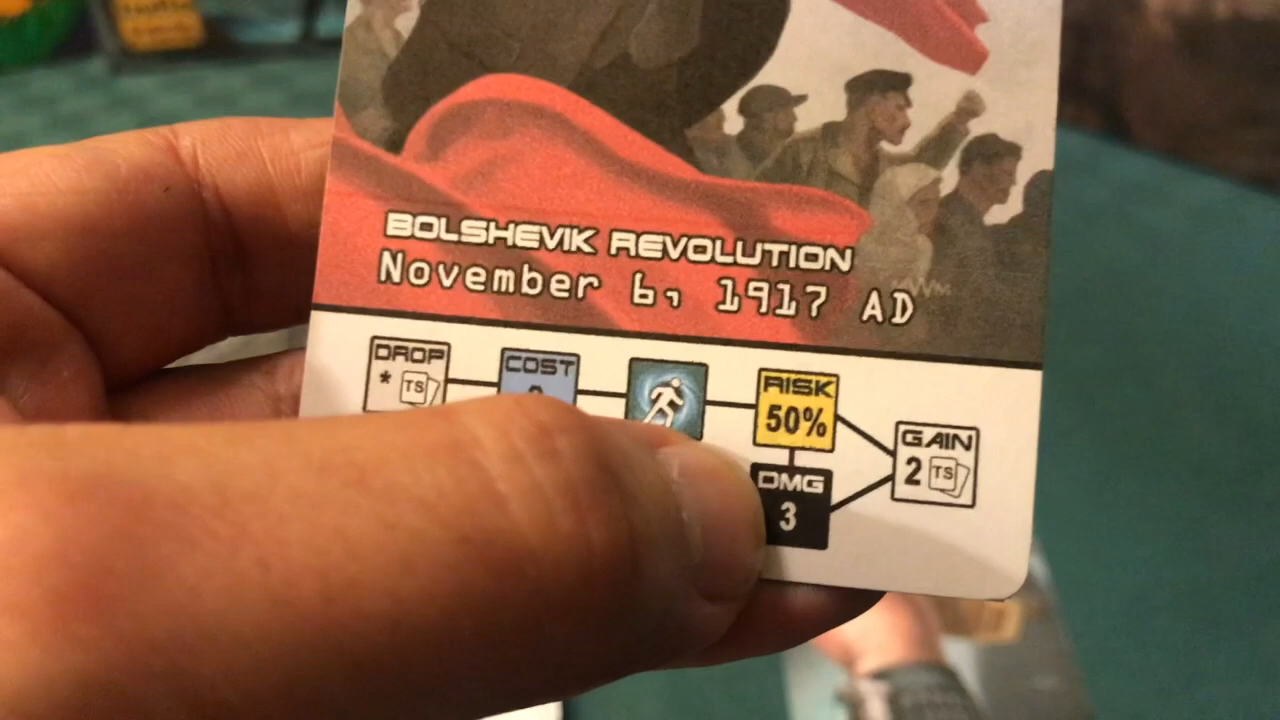 BOLSHEVIK REVOLUTION
November 6, 1917 AD
DROP
* TS
COST
RISK
50%
DMG
3
GAIN
2 TS